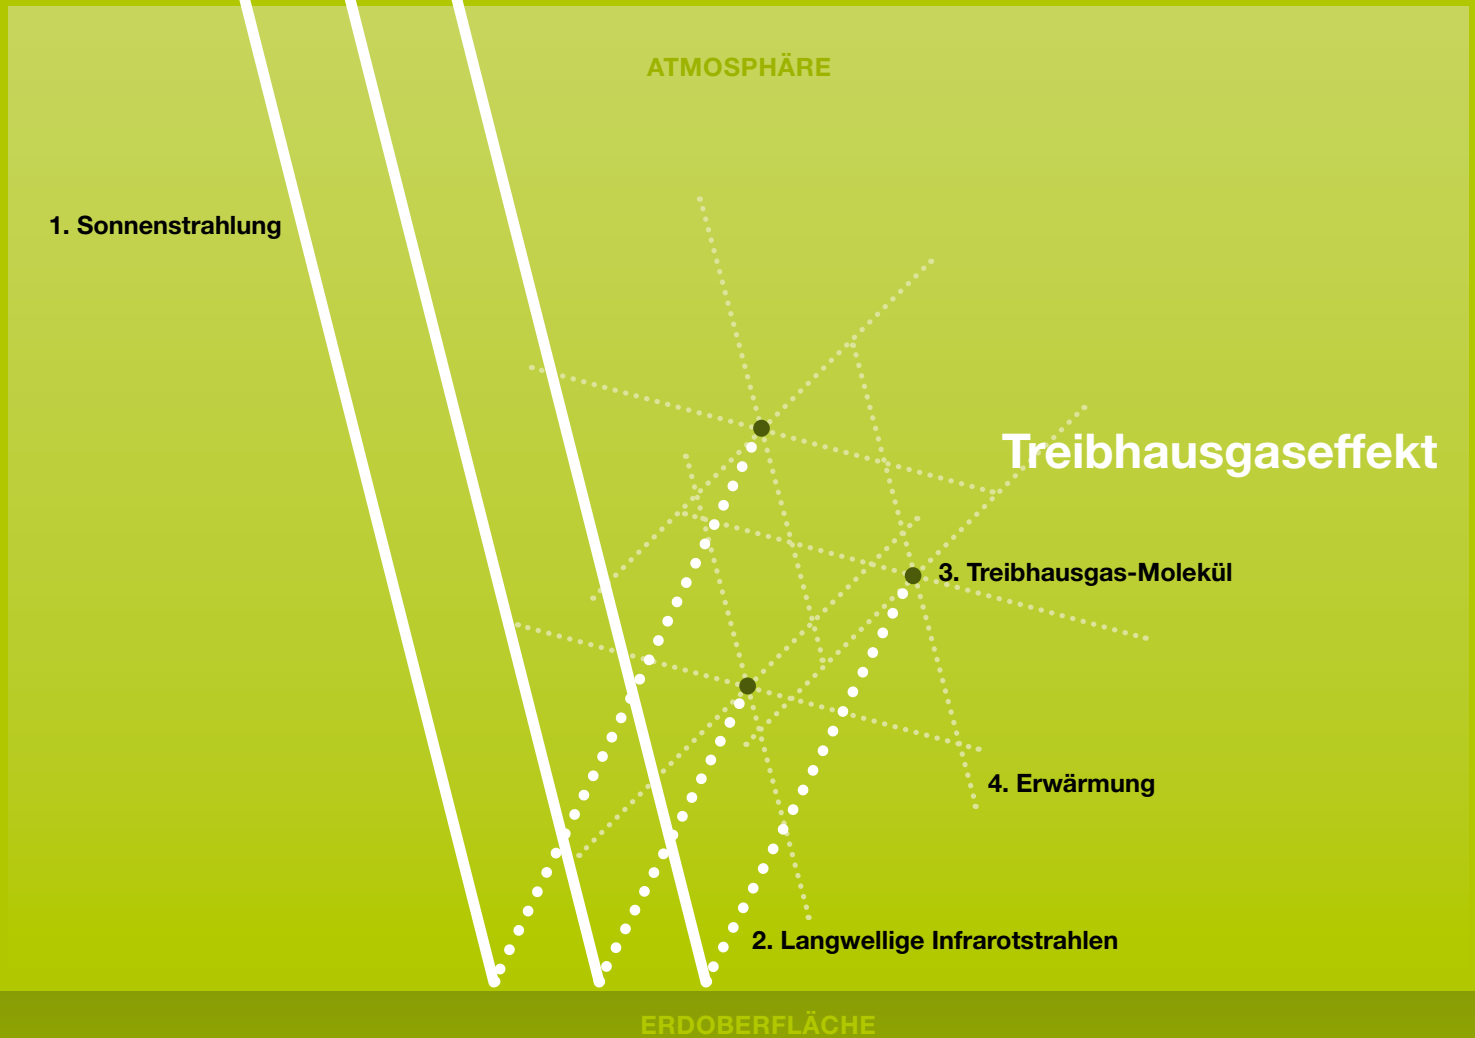 ATMOSPHÄRE
1. Sonnenstrahlung
Treibhausgaseffekt
3. Treibhausgas-Molekül
4. Erwärmung
2. Langwellige Infrarotstrahlen
ERDOBERFLÄCHE